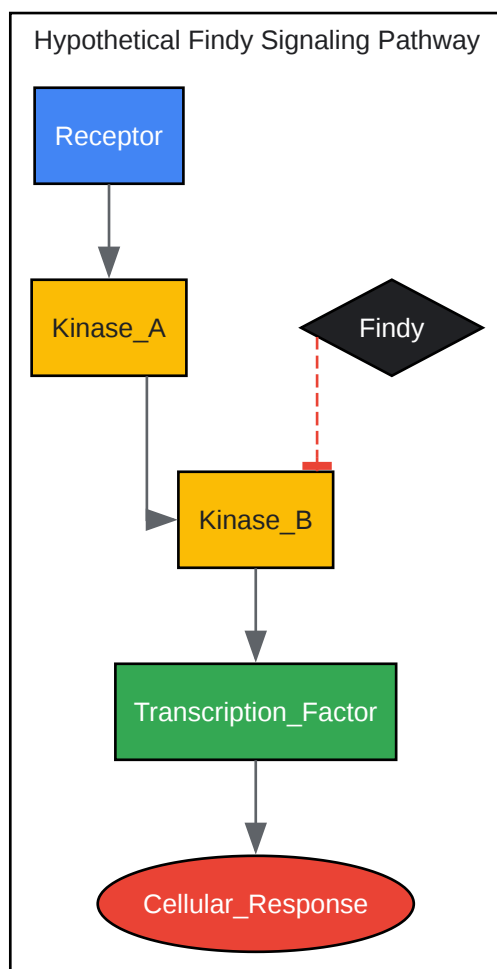 Hypothetical Findy Signaling Pathway
Receptor
Kinase_A
Findy
Kinase_B
Transcription_Factor
Cellular_Response